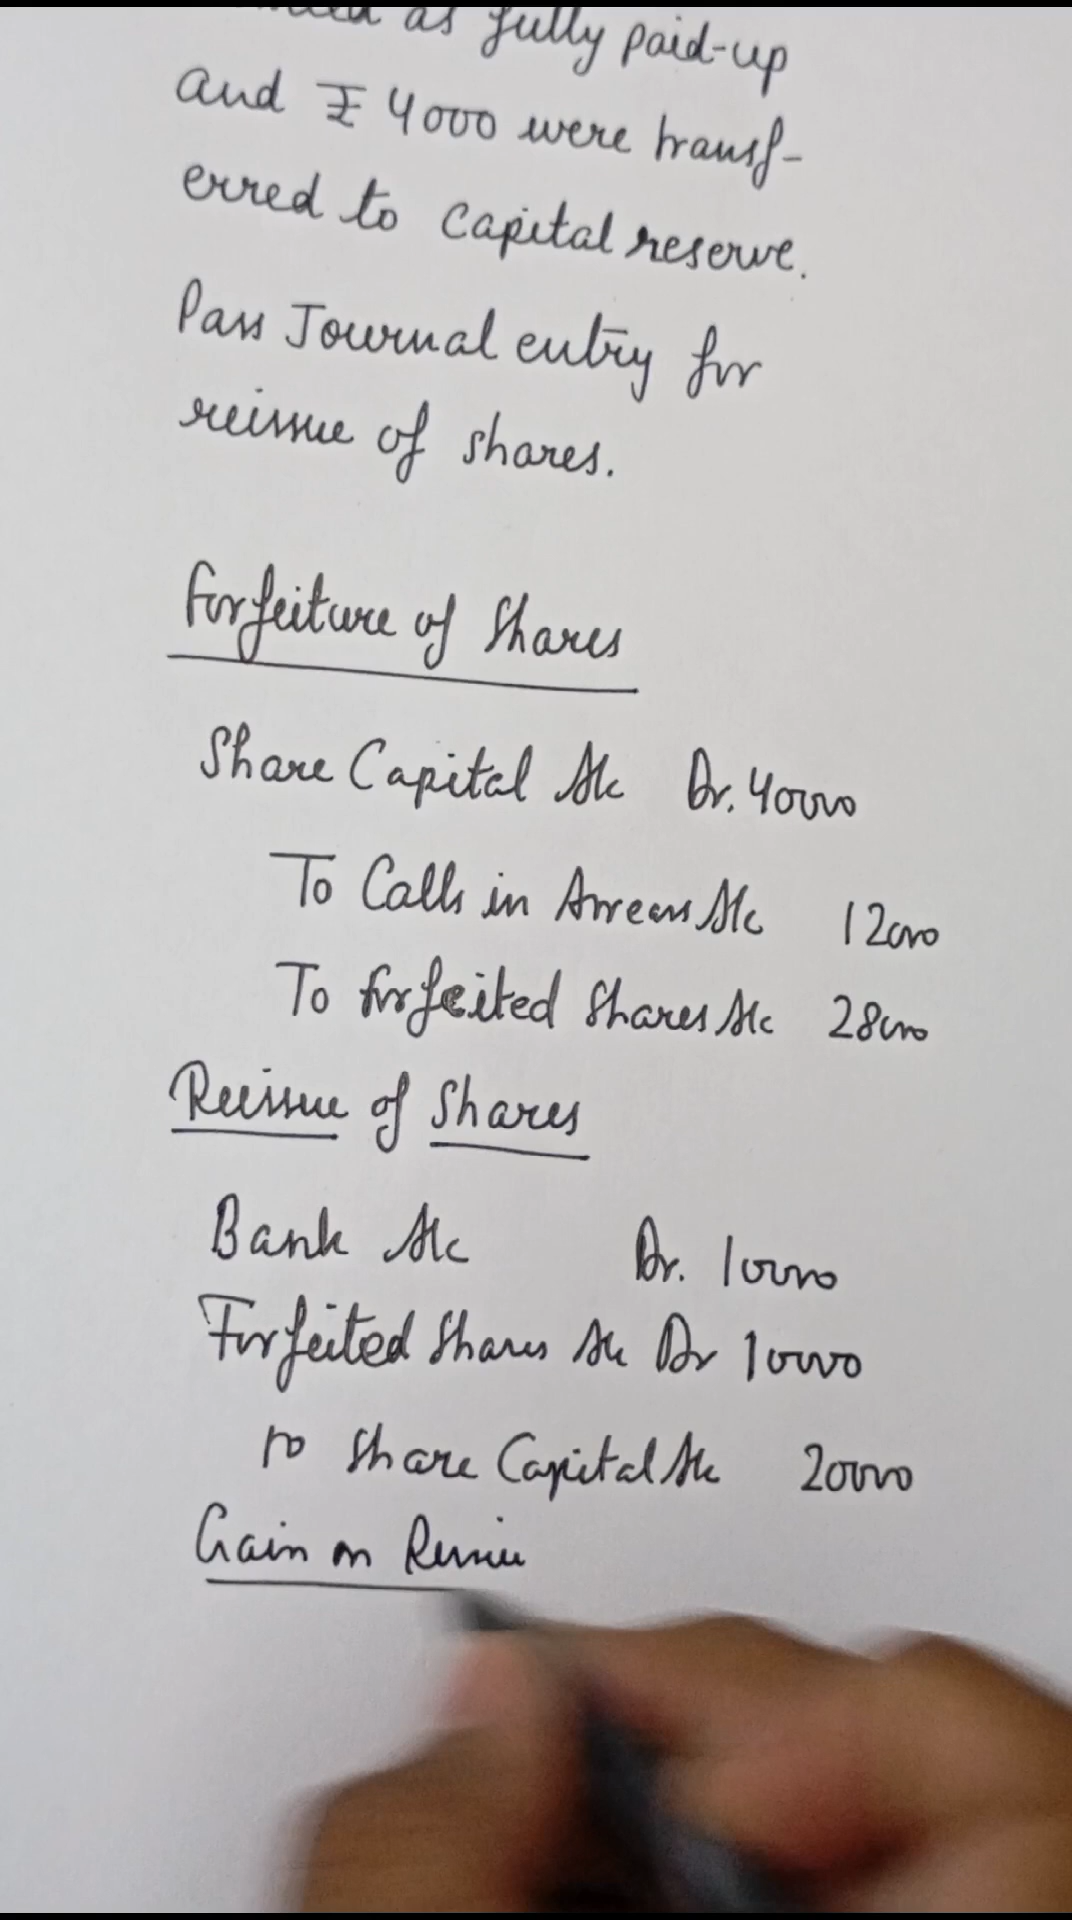 as fully paid-up
and ₹ 4000 were transf-
erred to capital reserve.
Pass Journal entry for
reissue of shares.
Forfeiture of Shares
Share Capital A/c Dr. 40000
To Calls in Arrears A/c 12000
To forfeited Shares A/c 28000
Reissue of Shares
Bank A/c Dr. 10000
Forfeited Shares A/c Dr 10000
to Share Capital A/c 20000
Gain on Reissue